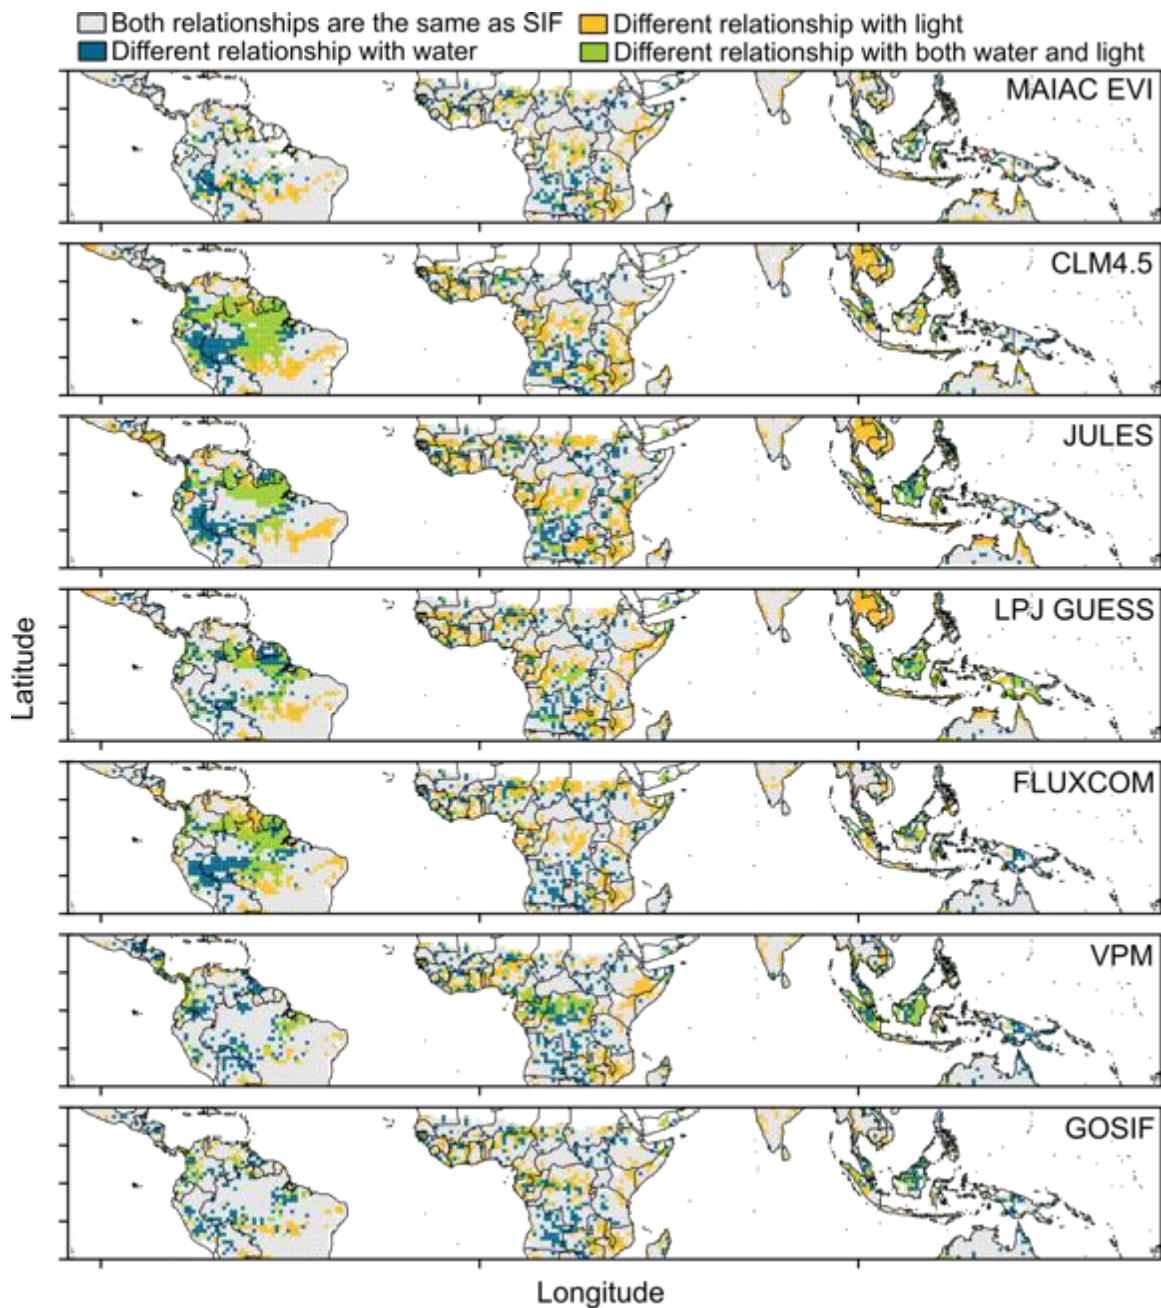 Both relationships are the same as SIF
Different relationship with light
Different relationship with water
Different relationship with both water and light
MAIAC EVI
CLM4.5
JULES
LPJ GUESS
FLUXCOM
VPM
GOSIF
Latitude
Longitude